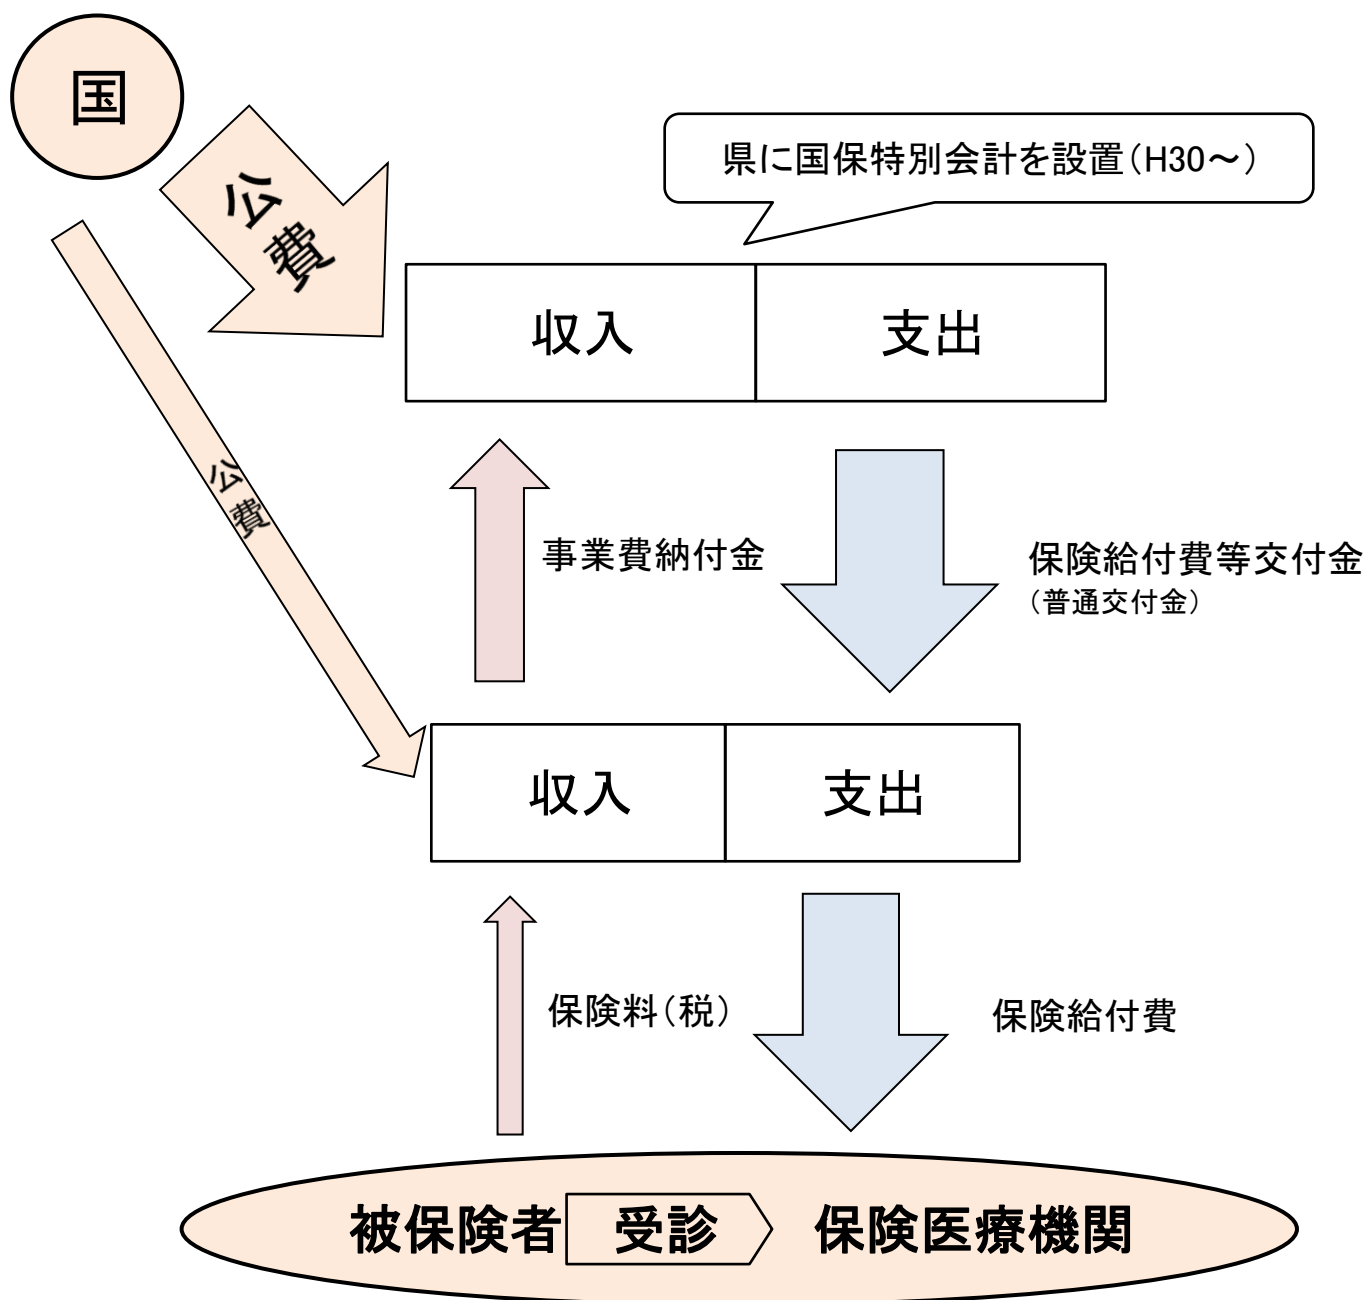 国
公費
県に国保特別会計を設置（H30～）
収入
支出
公費
事業費納付金
保険給付費等交付金
（普通交付金）
収入
支出
保険料（税）
保険給付費
被保険者
受診
保険医療機関